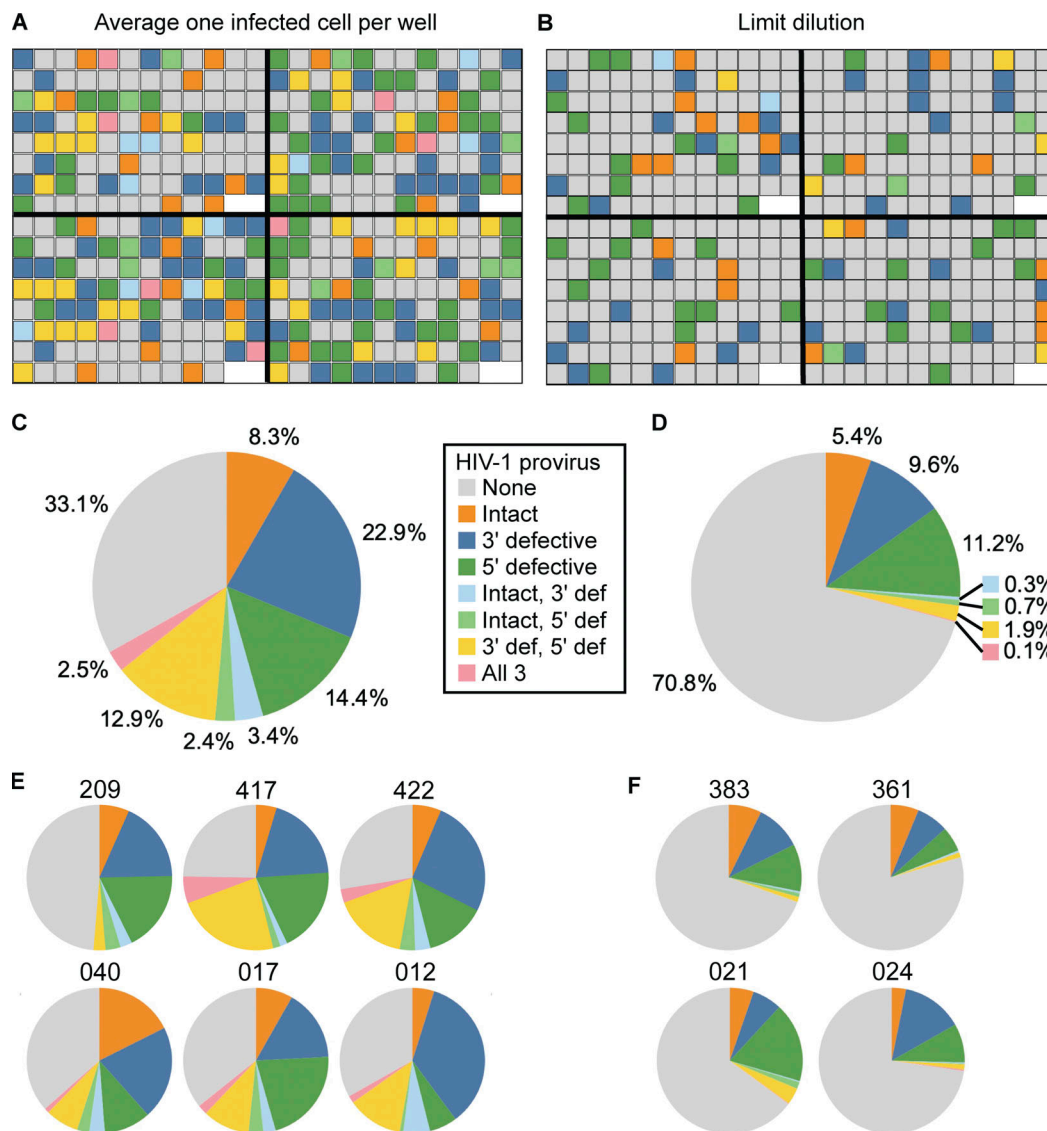 A Average one infected cell per well
B Limit dilution
C
8.3%
22.9%
14.4%
3.4%
2.4%
12.9%
2.5%
33.1%
HIV-1 provirus
None
Intact
3' defective
5' defective
Intact, 3' def
Intact, 5' def
3' def, 5' def
All 3
D
5.4%
9.6%
11.2%
0.3%
0.7%
1.9%
0.1%
70.8%
E
209 417 422
040 017 012
F
383 361
021 024